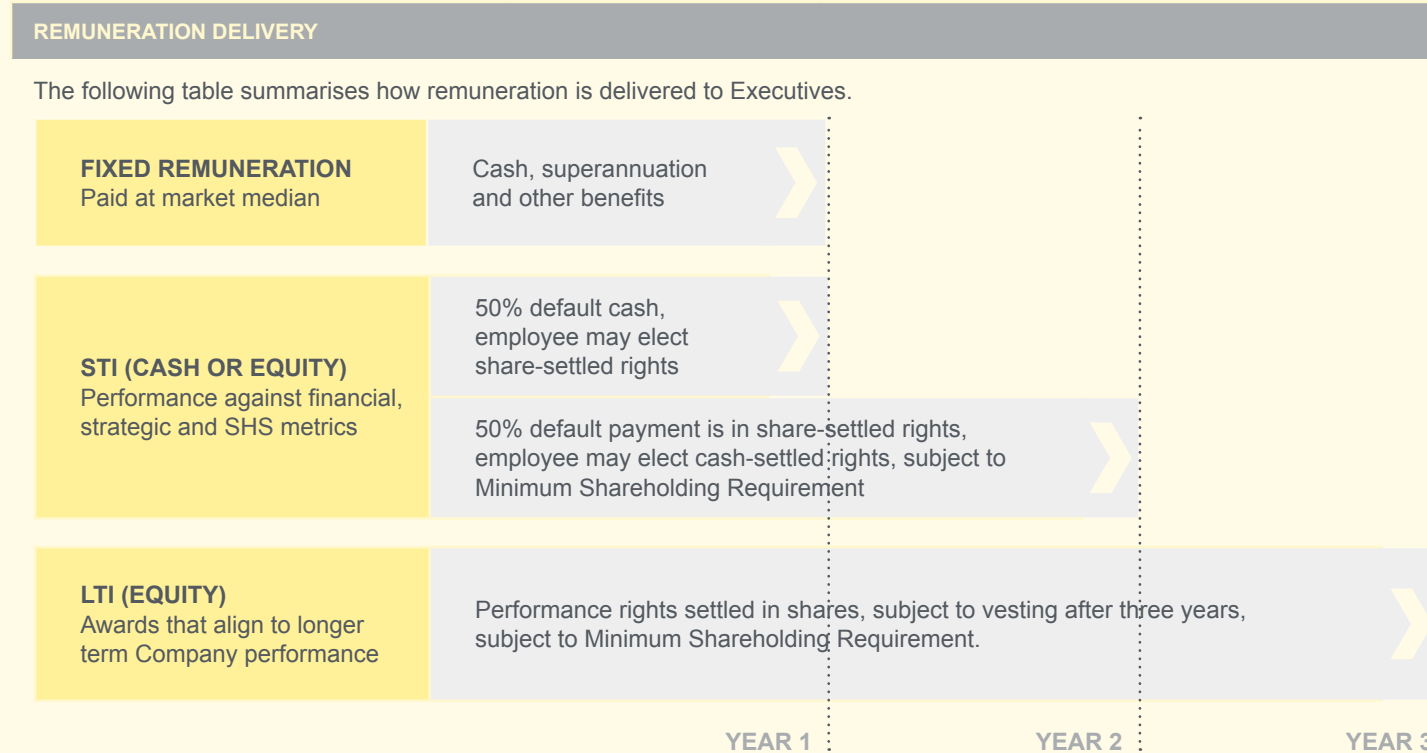 REMUNERATION DELIVERY
The following table summarises how remuneration is delivered to Executives.
FIXED REMUNERATION
Paid at market median
Cash, superannuation
and other benefits
STI (CASH OR EQUITY)
Performance against financial,
strategic and SHS metrics
50% default cash,
employee may elect
share-settled rights
50% default payment is in share-settled rights,
employee may elect cash-settled rights, subject to
Minimum Shareholding Requirement
LTI (EQUITY)
Awards that align to longer
term Company performance
Performance rights settled in shares, subject to vesting after three years,
subject to Minimum Shareholding Requirement.
YEAR 1
YEAR 2
YEAR 3